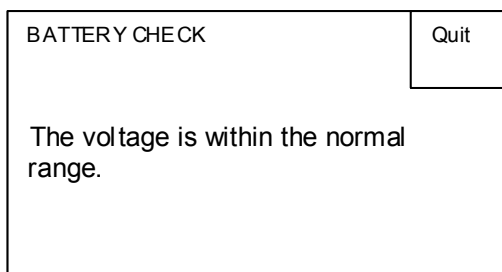 BATTERY CHECK
Quit
The voltage is within the normal
range.